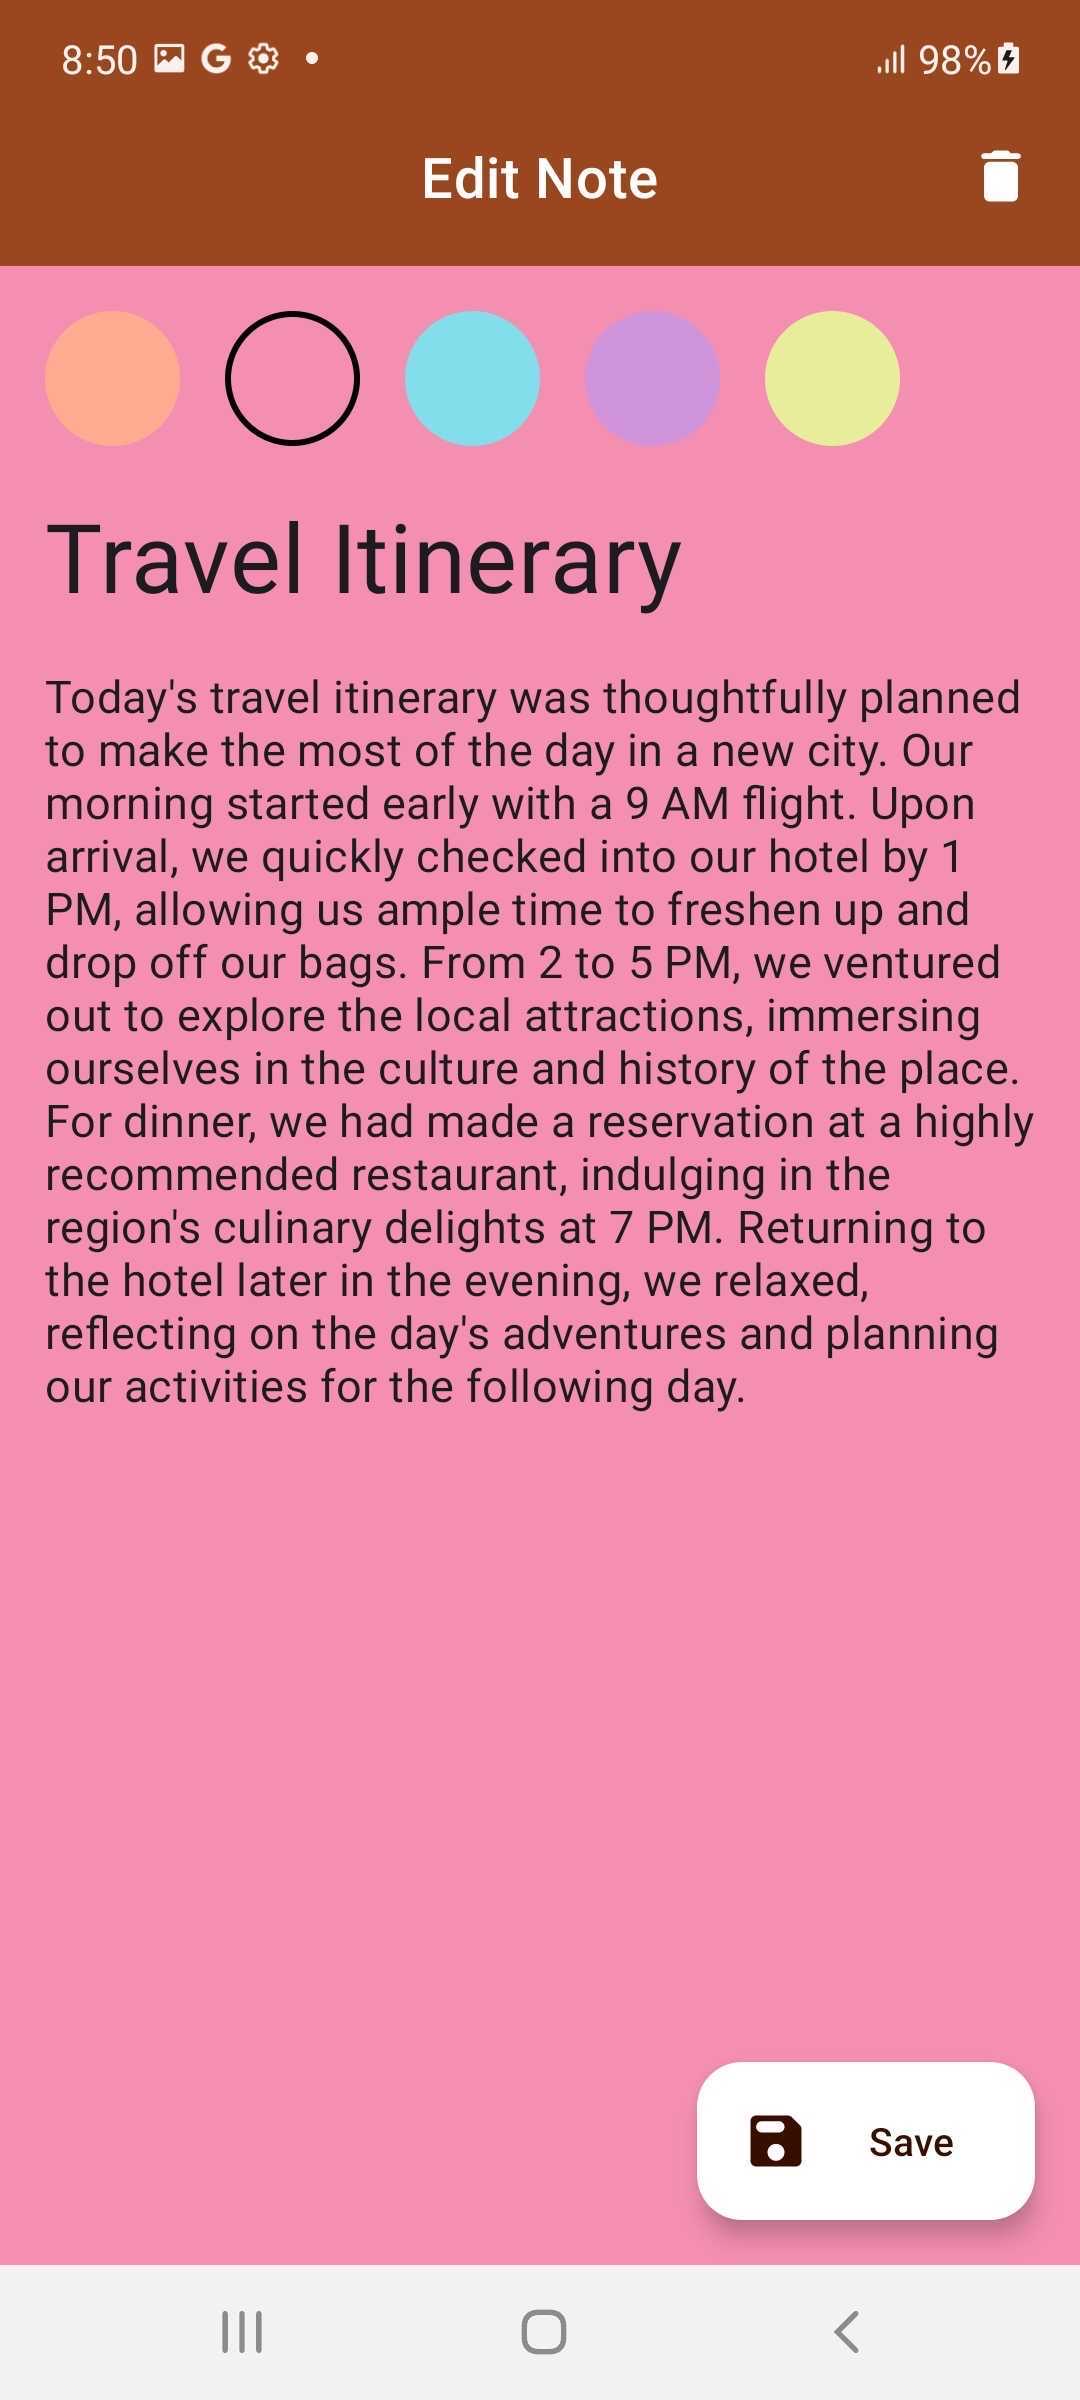 8:50
98%
Edit Note
Travel Itinerary
Today's travel itinerary was thoughtfully planned
to make the most of the day in a new city. Our
morning started early with a 9 AM flight. Upon
arrival, we quickly checked into our hotel by 1
PM, allowing us ample time to freshen up and
drop off our bags. From 2 to 5 PM, we ventured
out to explore the local attractions, immersing
ourselves in the culture and history of the place.
For dinner, we had made a reservation at a highly
recommended restaurant, indulging in the
region's culinary delights at 7 PM. Returning to
the hotel later in the evening, we relaxed,
reflecting on the day's adventures and planning
our activities for the following day.
Save